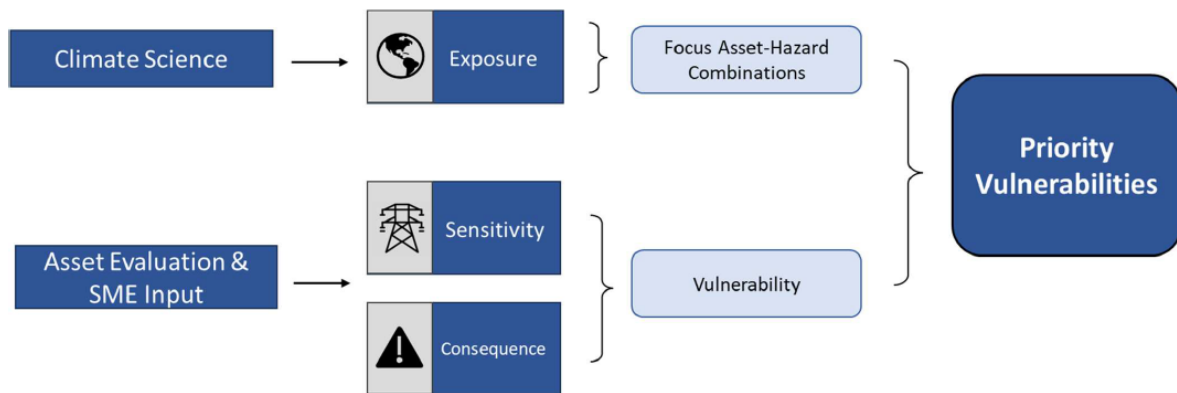 Climate Science
Exposure
Focus Asset-Hazard
Combinations
Priority
Vulnerabilities
Asset Evaluation &
SME Input
Sensitivity
Consequence
Vulnerability